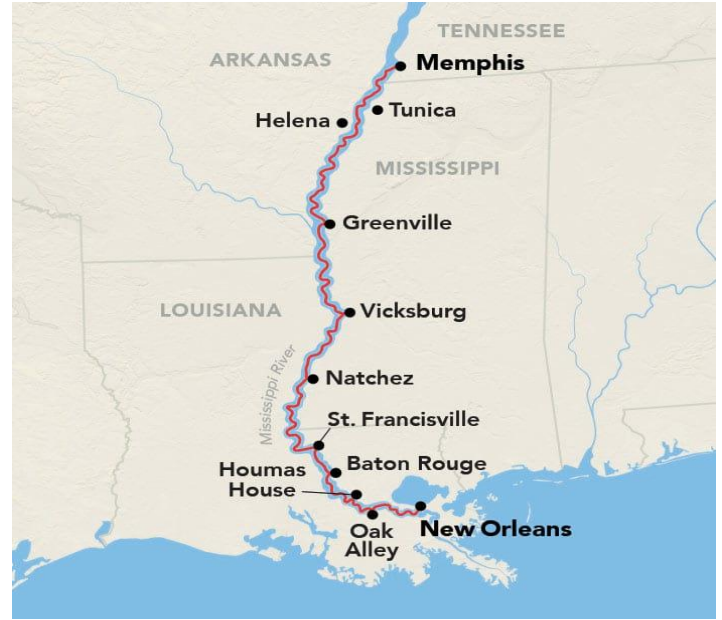 TENNESSEE
ARKANSAS
Memphis
Tunica
Helena
MISSISSIPPI
Greenville
LOUISIANA
Vicksburg
Mississippi River
Natchez
St. Francisville
Baton Rouge
Houmas
House
New Orleans
Oak
Alley